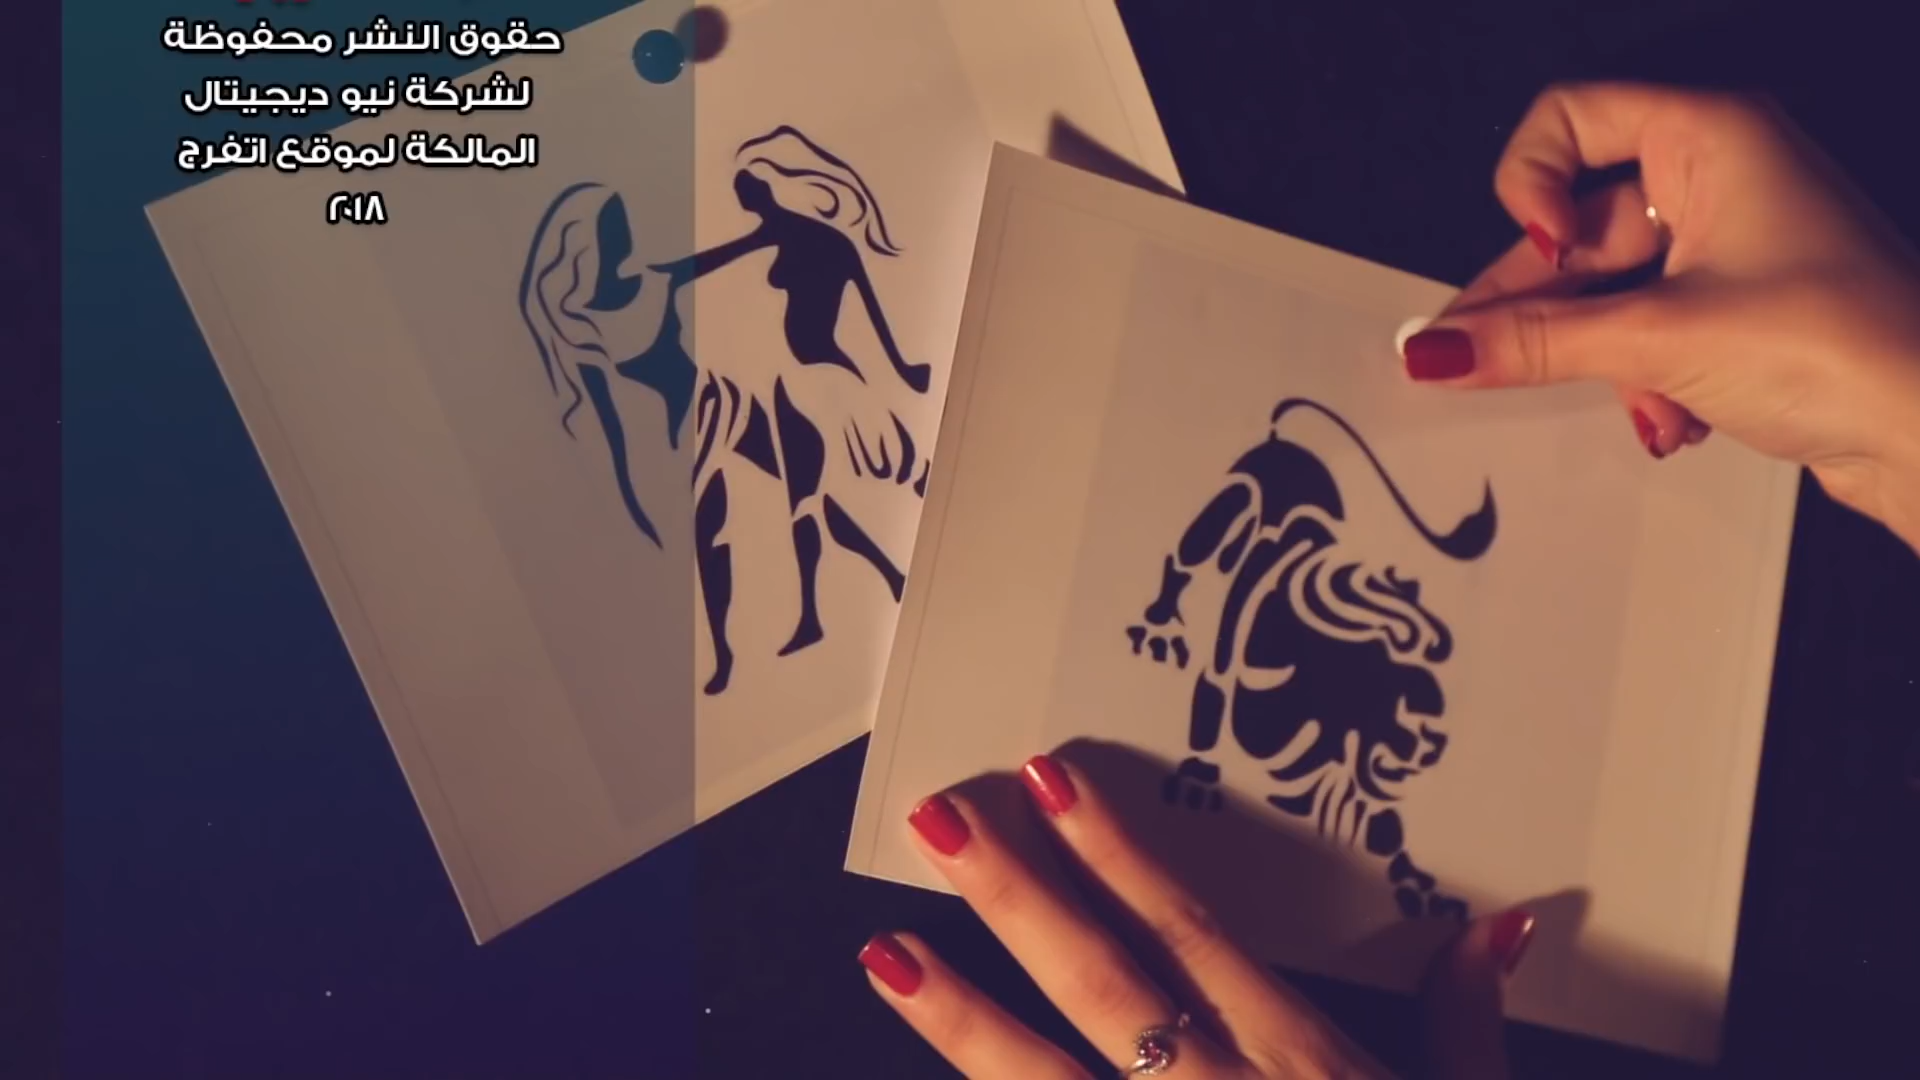 حقوق النشر محفوظة
لشركة نيو ديجيتال
المالكة لموقع اتفرج
٢٠١٨